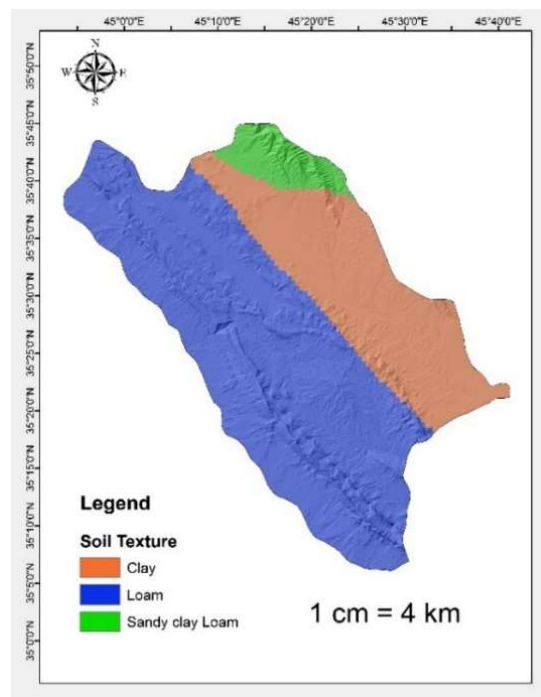 45°0'0"E 45°10'0"E 45°20'0"E 45°30'0"E 45°40'0"E
N
W E
S
35°50'0"N
35°45'0"N
35°40'0"N
35°35'0"N
35°30'0"N
35°25'0"N
35°20'0"N
35°15'0"N
35°10'0"N
35°5'0"N
35°0'0"N
Legend
Soil Texture
Clay
Loam
Sandy clay Loam
1 cm = 4 km